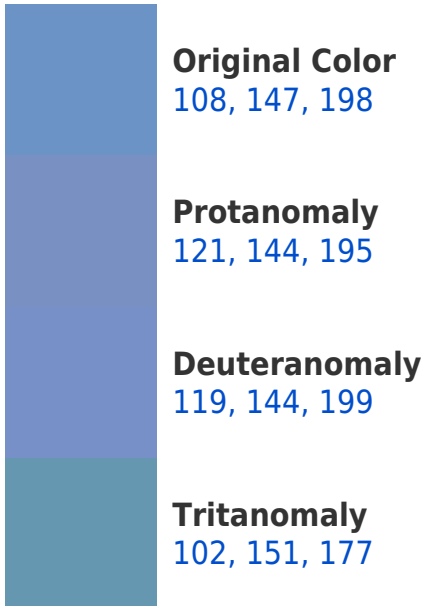 Original Color
108, 147, 198
Protanomaly
121, 144, 195
Deuteranomaly
119, 144, 199
Tritanomaly
102, 151, 177